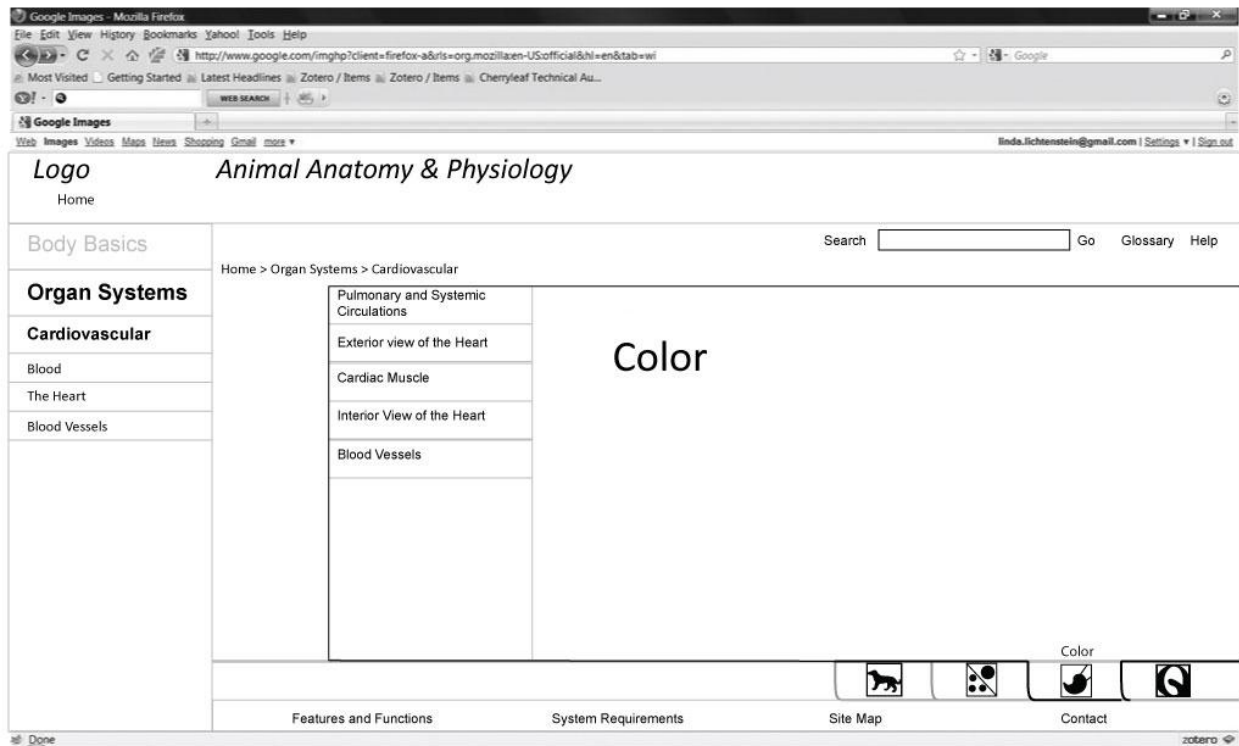 Google Images - Mozilla Firefox
File Edit View History Bookmarks Yahoo! Tools Help
http://www.google.com/imghp?client=firefox-a&rls=org.mozilla:en-US:official&hl=en&tab=wi
Google
Most Visited Getting Started Latest Headlines Zotero / Items Zotero / Items Cherryleaf Technical Au...
WEB SEARCH
Google Images
Web Images Videos Maps News Shopping Gmail more ▾ linda.lichtenstein@gmail.com | Settings ▾ | Sign out
Logo Animal Anatomy & Physiology
Home
Body Basics
Search Go Glossary Help
Home > Organ Systems > Cardiovascular
Organ Systems
Cardiovascular
Blood
The Heart
Blood Vessels
Pulmonary and Systemic
Circulations
Exterior view of the Heart
Cardiac Muscle
Interior View of the Heart
Blood Vessels
Color
Color
Features and Functions System Requirements Site Map Contact
Done zotero